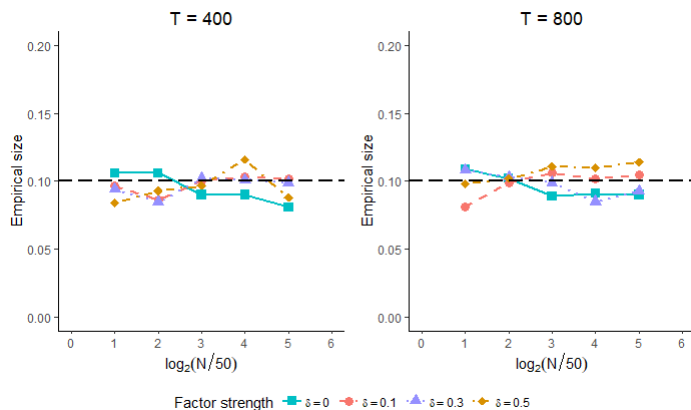 T = 400
T = 800
0.20
0.15
0.10
0.05
0.00
Empirical size
0 1 2 3 4 5 6
log₂(N/50)
0.20
0.15
0.10
0.05
0.00
Empirical size
0 1 2 3 4 5 6
log₂(N/50)
Factor strength δ = 0 δ = 0.1 δ = 0.3 δ = 0.5